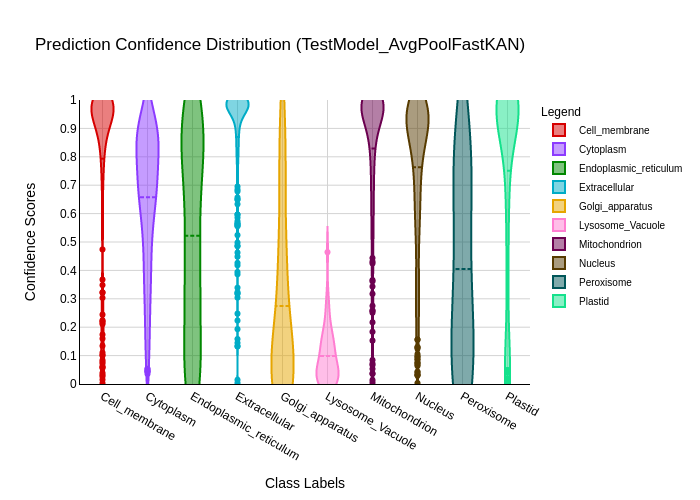 Prediction Confidence Distribution (TestModel_AvgPoolFastKAN)
Confidence Scores
1
0.9
0.8
0.7
0.6
0.5
0.4
0.3
0.2
0.1
0
Cell_membrane
Cytoplasm
Endoplasmic_reticulum
Extracellular
Golgi_apparatus
Lysosome_Vacuole
Mitochondrion
Nucleus
Peroxisome
Plastid
Class Labels
Legend
Cell_membrane
Cytoplasm
Endoplasmic_reticulum
Extracellular
Golgi_apparatus
Lysosome_Vacuole
Mitochondrion
Nucleus
Peroxisome
Plastid